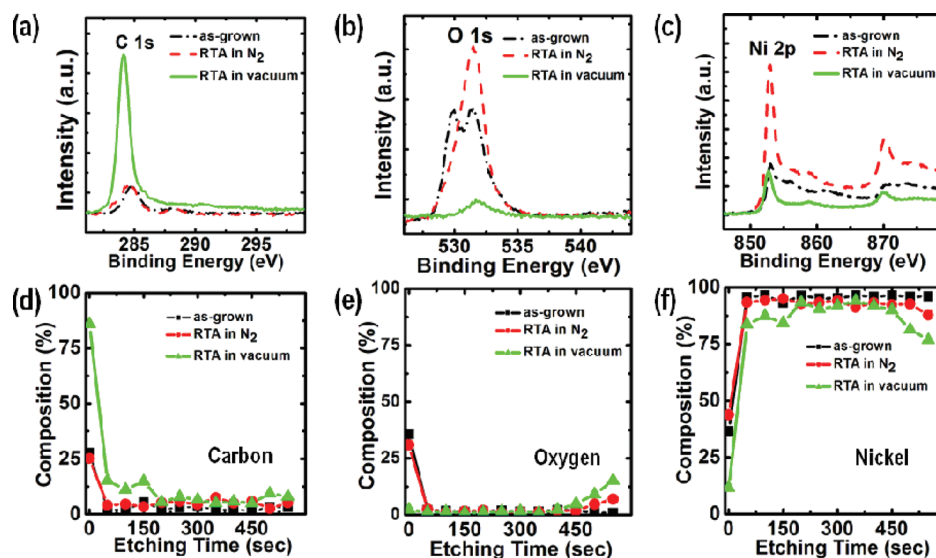 (a)
C 1s
as-grown
RTA in N2
RTA in vacuum
Intensity (a.u.)
285 290 295
Binding Energy (eV)
(b)
O 1s
as-grown
RTA in N2
RTA in vacuum
Intensity (a.u.)
530 535 540
Binding Energy (eV)
(c)
Ni 2p
as-grown
RTA in N2
RTA in vacuum
Intensity (a.u.)
850 860 870
Binding Energy (eV)
(d)
as-grown
RTA in N2
RTA in vacuum
Carbon
Composition (%)
100
75
50
25
0
0 150 300 450
Etching Time (sec)
(e)
as-grown
RTA in N2
RTA in vacuum
Oxygen
Composition (%)
100
75
50
25
0
0 150 300 450
Etching Time (sec)
(f)
as-grown
RTA in N2
RTA in vacuum
Nickel
Composition (%)
100
75
50
25
0
0 150 300 450
Etching Time (sec)